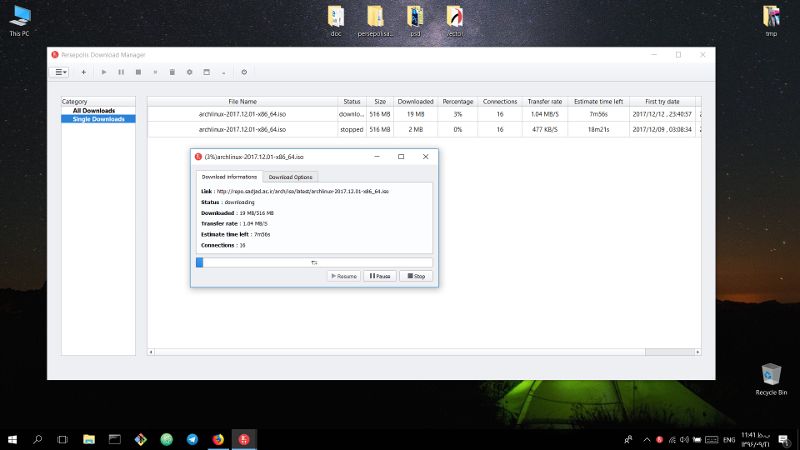 This PC
doc
persepolisa...
psd
vector
tmp
Persepolis Download Manager
Category
All Downloads
Single Downloads
File Name Status Size Downloaded Percentage Connections Transfer rate Estimate time left First try date
archlinux-2017.12.01-x86_64.iso downlo... 516 MB 19 MB 3% 16 1.04 MB/S 7m56s 2017/12/12 , 23:40:57
archlinux-2017.12.01-x86_64.iso stopped 516 MB 2 MB 0% 16 477 KB/S 18m21s 2017/12/09 , 03:08:34
(3%)archlinux-2017.12.01-x86_64.iso
Download Informations Download Options
Link : http://repo.sadjad.ac.ir/arch/iso/latest/archlinux-2017.12.01-x86_64.iso
Status : downloading
Downloaded : 19 MB/516 MB
Transfer rate : 1.04 MB/S
Estimate time left : 7m56s
Connections : 16
Resume Pause Stop
Recycle Bin
ENG
11:41 ب.ظ
۱۳۹۶/۰۹/۲۱